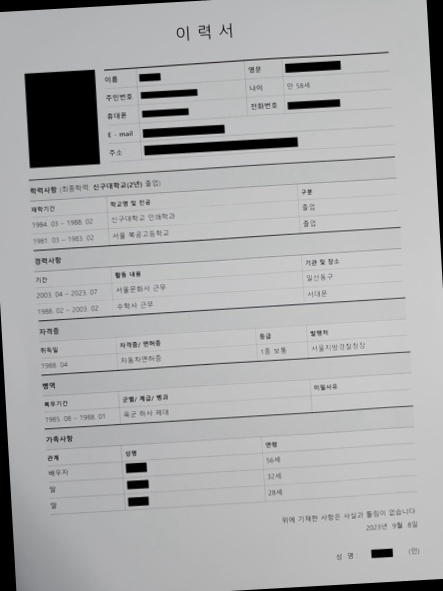 이 력 서
이름 영문
주민번호 나이 만 58세
휴대폰 전화번호
E - mail
주소
학력사항 (최종학력: 신구대학교(2년) 졸업)
재학기간 학교명 및 전공 구분
1984. 03 – 1988. 02 신구대학교 인쇄학과 졸업
1981. 03 – 1983. 02 서울 북공고등학교 졸업
경력사항
기간 활동 내용 기관 및 장소
2003. 04 – 2023. 07 서울문화사 근무 일산동구
1988. 02 – 2003. 02 수학사 근무 서대문
자격증
취득일 자격증/ 면허증 등급 발행처
1988. 04 자동차면허증 1종 보통 서울지방경찰청장
병역
복무기간 군별/ 계급/ 병과 미필사유
1985. 08 – 1988. 01 육군 하사 제대
가족사항
관계 성명 연령
배우자 56세
딸 32세
딸 28세
위에 기재한 사항은 사실과 틀림이 없습니다
2023년 9월 8일
성 명 (인)